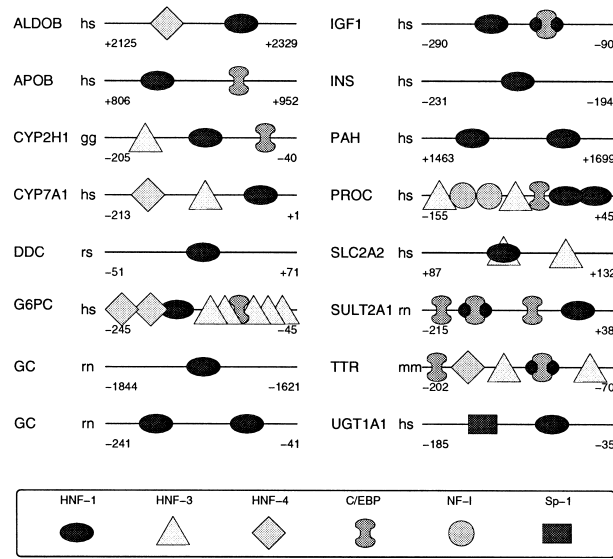 ALDOB hs +2125 +2329
APOB hs +806 +952
CYP2H1 gg −205 −40
CYP7A1 hs −213 +1
DDC rs −51 +71
G6PC hs −245 −45
GC rn −1844 −1621
GC rn −241 −41
IGF1 hs −290 −90
INS hs −231 −194
PAH hs +1463 +1699
PROC hs −155 +45
SLC2A2 hs +87 +132
SULT2A1 rn −215 +38
TTR mm −202 −70
UGT1A1 hs −185 −35
HNF−1 HNF−3 HNF−4 C/EBP NF−I Sp−1